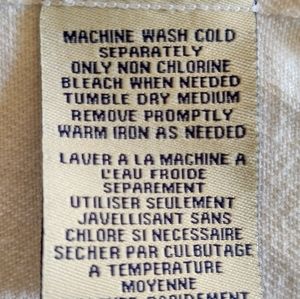 MACHINE WASH COLD
SEPARATELY
ONLY NON CHLORINE
BLEACH WHEN NEEDED
TUMBLE DRY MEDIUM
REMOVE PROMPTLY
WARM IRON AS NEEDED
LAVER A LA MACHINE A
L'EAU FROIDE
SEPAREMENT
UTILISER SEULEMENT
JAVELLISANT SANS
CHLORE SI NECESSAIRE
SECHER PAR CULBUTAGE
A TEMPERATURE
MOYENNE
RAPIDEMENT